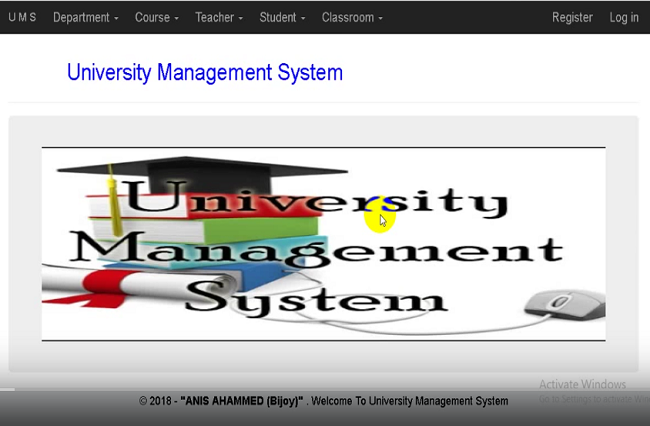 U M S Department Course Teacher Student Classroom Register Log in
University Management System
University
Management
System
Activate Windows
Go to Settings to activate Win
© 2018 - "ANIS AHAMMED (Bijoy)" . Welcome To University Management System